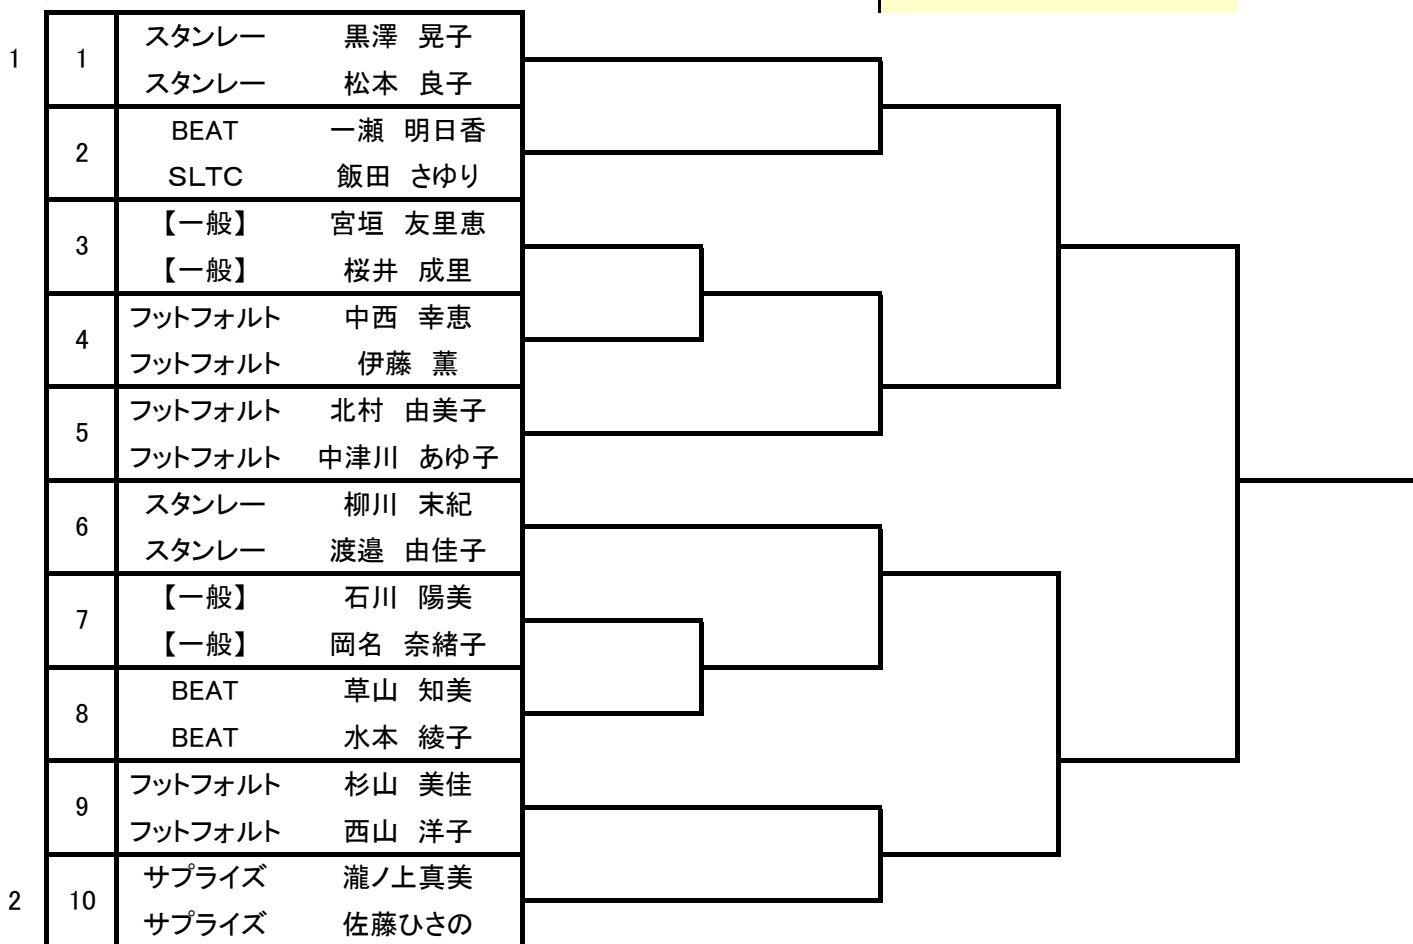 スタンレー 黒澤 晃子
1 1
スタンレー 松本 良子
BEAT 一瀬 明日香
2
SLTC 飯田 さゆり
【一般】 宮垣 友里恵
3
【一般】 桜井 成里
フットフォルト 中西 幸恵
4
フットフォルト 伊藤 薫
フットフォルト 北村 由美子
5
フットフォルト 中津川 あゆ子
スタンレー 柳川 末紀
6
スタンレー 渡邉 由佳子
【一般】 石川 陽美
7
【一般】 岡名 奈緒子
BEAT 草山 知美
8
BEAT 水本 綾子
フットフォルト 杉山 美佳
9
フットフォルト 西山 洋子
サプライズ 瀧ノ上真美
2 10
サプライズ 佐藤ひさの